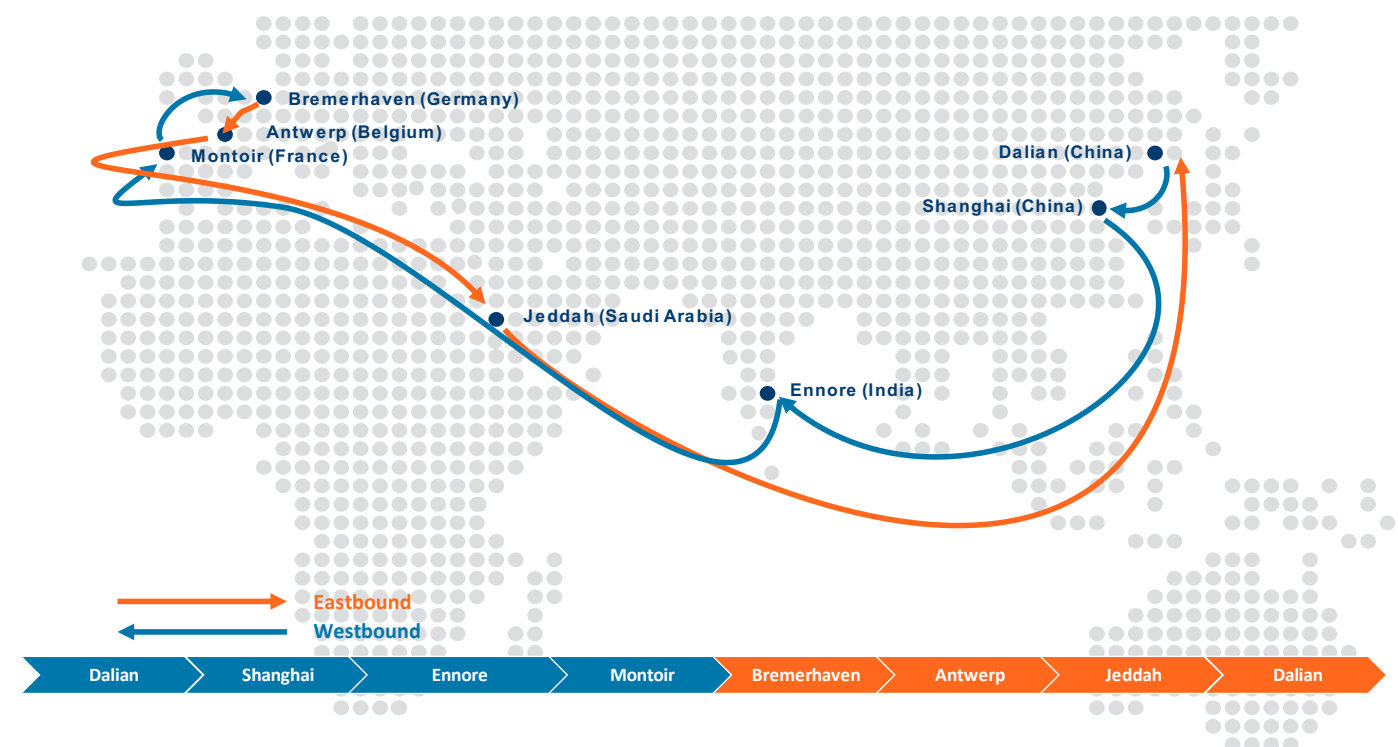 Bremerhaven (Germany)
Antwerp (Belgium)
Montoir (France)
Dalian (China)
Shanghai (China)
Jeddah (Saudi Arabia)
Ennore (India)
Eastbound
Westbound
Dalian Shanghai Ennore Montoir Bremerhaven Antwerp Jeddah Dalian